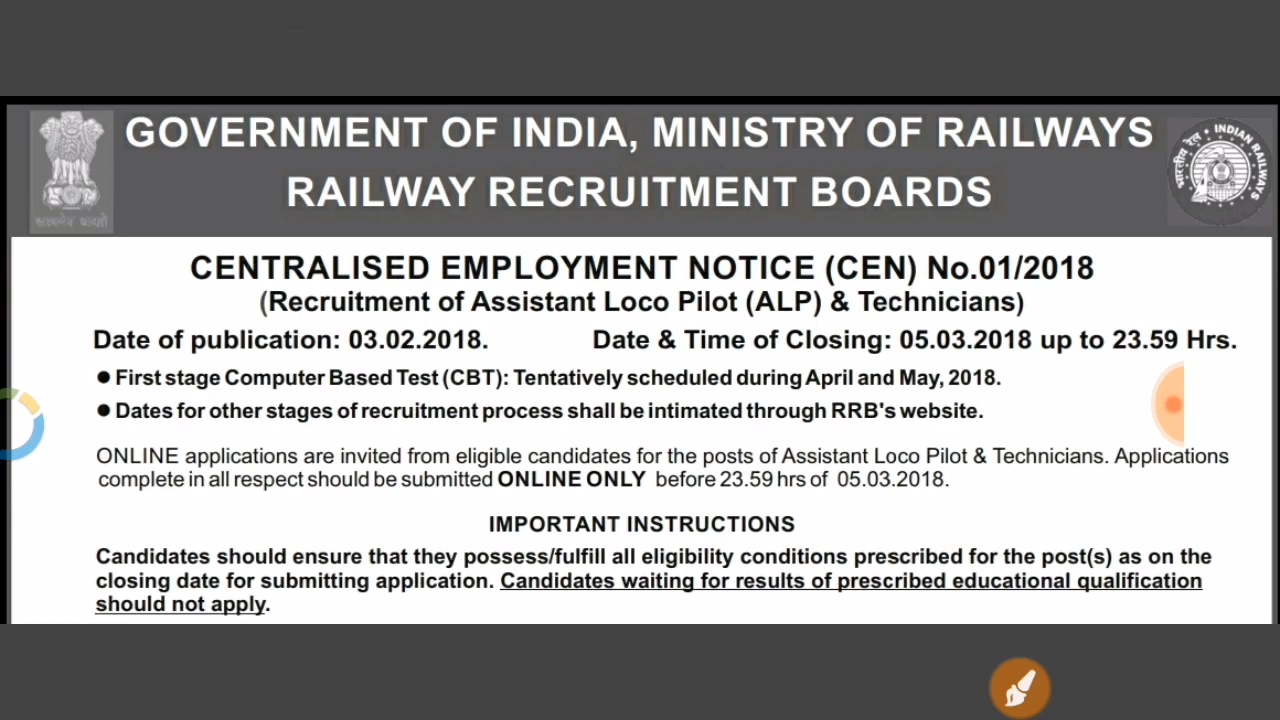 GOVERNMENT OF INDIA, MINISTRY OF RAILWAYS
RAILWAY RECRUITMENT BOARDS
सत्यमेव जयते
भारतीय रेल • INDIAN RAILWAYS
CENTRALISED EMPLOYMENT NOTICE (CEN) No.01/2018
(Recruitment of Assistant Loco Pilot (ALP) & Technicians)
Date of publication: 03.02.2018. Date & Time of Closing: 05.03.2018 up to 23.59 Hrs.
● First stage Computer Based Test (CBT): Tentatively scheduled during April and May, 2018.
● Dates for other stages of recruitment process shall be intimated through RRB's website.
ONLINE applications are invited from eligible candidates for the posts of Assistant Loco Pilot & Technicians. Applications
complete in all respect should be submitted ONLINE ONLY before 23.59 hrs of 05.03.2018.
IMPORTANT INSTRUCTIONS
Candidates should ensure that they possess/fulfill all eligibility conditions prescribed for the post(s) as on the
closing date for submitting application. Candidates waiting for results of prescribed educational qualification
should not apply.